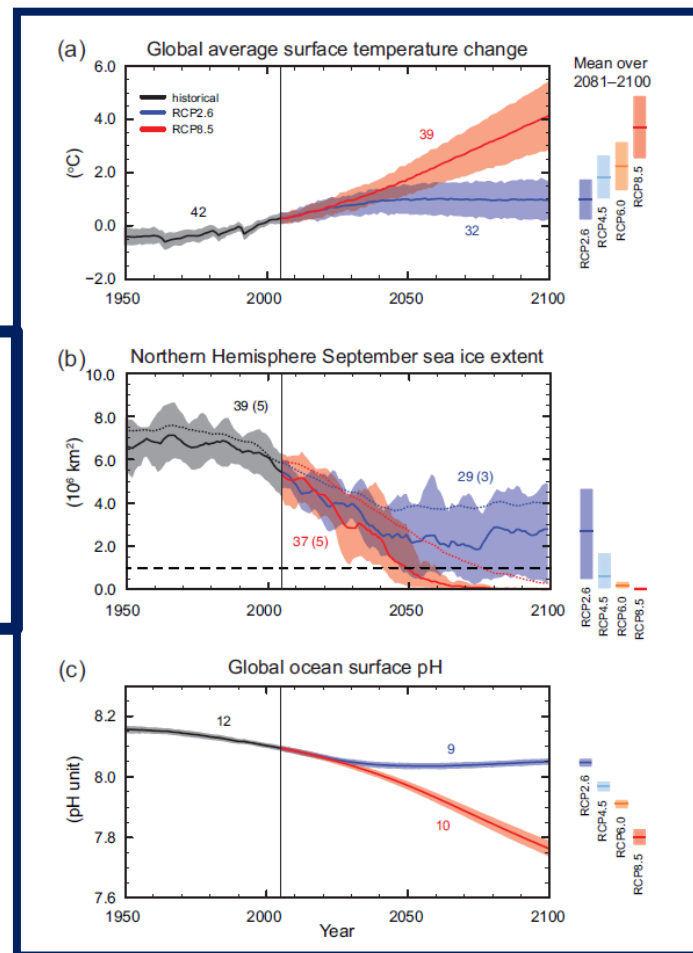 (a) Global average surface temperature change
Mean over
2081–2100
6.0
historical
RCP2.6
RCP8.5
4.0
39
(°C)
2.0
42
0.0
32
−2.0
1950 2000 2050 2100
RCP2.6
RCP4.5
RCP6.0
RCP8.5
(b) Northern Hemisphere September sea ice extent
10.0
39 (5)
8.0
6.0
29 (3)
(10⁶ km²)
4.0
37 (5)
2.0
0.0
1950 2000 2050 2100
RCP2.6
RCP4.5
RCP6.0
RCP8.5
(c) Global ocean surface pH
8.2
12
9
(pH unit)
8.0
10
7.8
7.6
1950 2000 2050 2100
Year
RCP2.6
RCP4.5
RCP6.0
RCP8.5